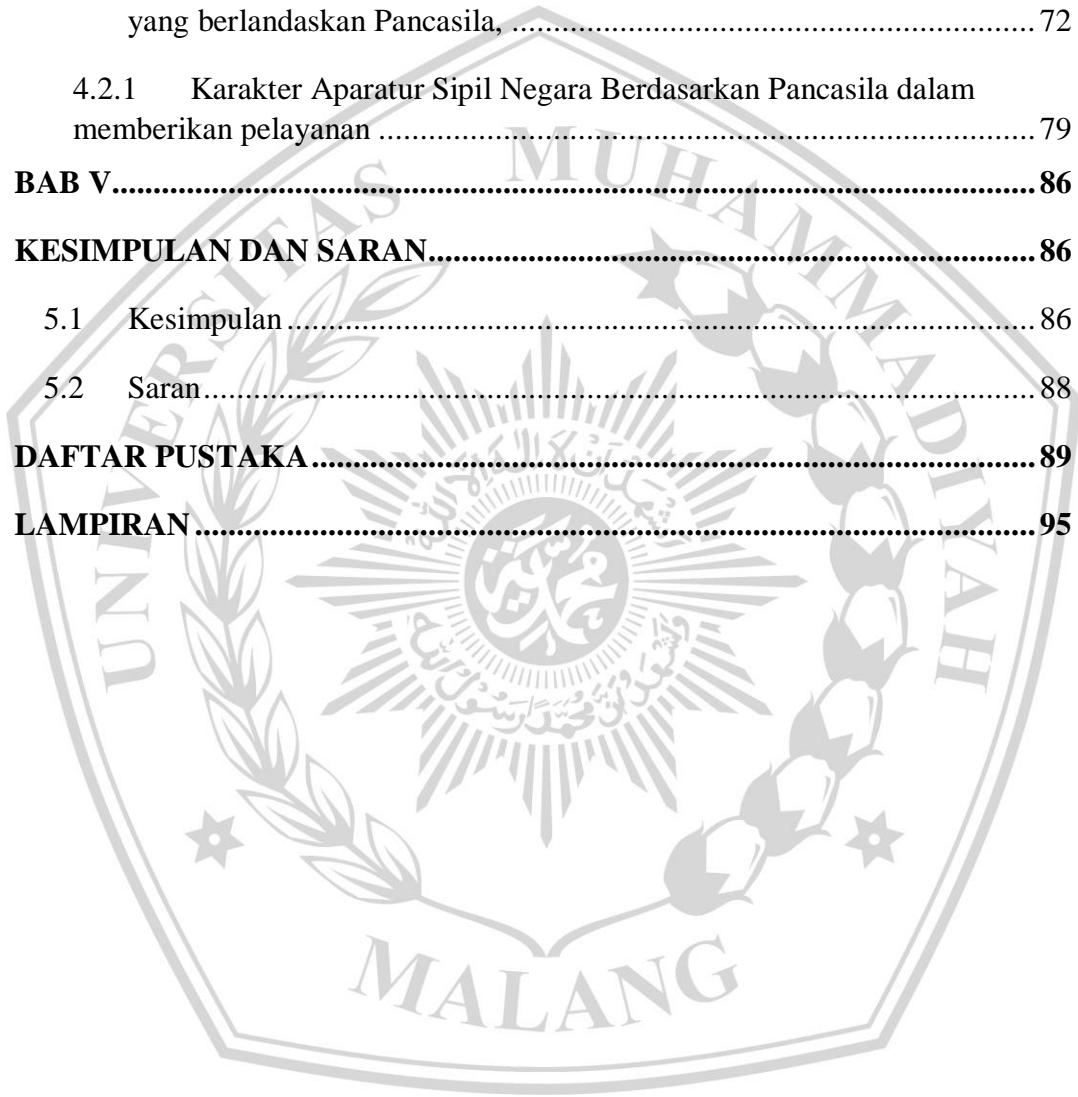 yang berlandaskan Pancasila, ........................................................................ 72
4.2.1 Karakter Aparatur Sipil Negara Berdasarkan Pancasila dalam
memberikan pelayanan ........................................................................ 79
BAB V........................................................................ 86
KESIMPULAN DAN SARAN........................................................................ 86
5.1 Kesimpulan ........................................................................ 86
5.2 Saran ........................................................................ 88
DAFTAR PUSTAKA ........................................................................ 89
LAMPIRAN ........................................................................ 95
UNIVERSITAS MUHAMMADIYAH
MALANG